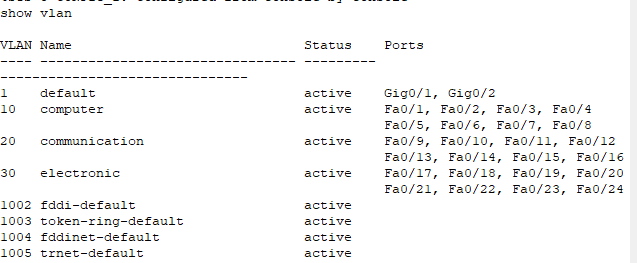 show vlan
VLAN Name Status Ports
---- -------------------------------- ---------
-------------------------------
1 default active Gig0/1, Gig0/2
10 computer active Fa0/1, Fa0/2, Fa0/3, Fa0/4
Fa0/5, Fa0/6, Fa0/7, Fa0/8
20 communication active Fa0/9, Fa0/10, Fa0/11, Fa0/12
Fa0/13, Fa0/14, Fa0/15, Fa0/16
30 electronic active Fa0/17, Fa0/18, Fa0/19, Fa0/20
Fa0/21, Fa0/22, Fa0/23, Fa0/24
1002 fddi-default active
1003 token-ring-default active
1004 fddinet-default active
1005 trnet-default active